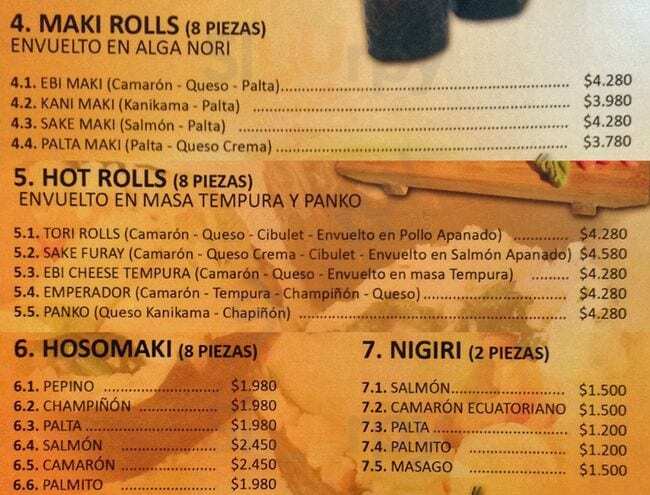 4. MAKI ROLLS (8 PIEZAS)
ENVUELTO EN ALGA NORI
4.1. EBI MAKI (Camarón - Queso - Palta)........ $4.280
4.2. KANI MAKI (Kanikama - Palta) ........ $3.980
4.3. SAKE MAKI (Salmón - Palta) ........ $4.280
4.4. PALTA MAKI (Palta - Queso Crema)........ $3.780
5. HOT ROLLS (8 PIEZAS)
ENVUELTO EN MASA TEMPURA Y PANKO
5.1. TORI ROLLS (Camarón - Queso - Cibulet - Envuelto en Pollo Apanado) ........ $4.280
5.2. SAKE FURAY (Camarón - Queso Crema - Cibulet - Envuelto en Salmón Apanado) $4.580
5.3. EBI CHEESE TEMPURA (Camarón - Queso - Envuelto en masa Tempura) ........ $4.280
5.4. EMPERADOR (Camarón - Tempura - Champiñón - Queso)........ $4.280
5.5. PANKO (Queso Kanikama - Chapiñón)........ $4.280
6. HOSOMAKI (8 PIEZAS)
6.1. PEPINO ........ $1.980
6.2. CHAMPIÑÓN ........ $1.980
6.3. PALTA........ $1.980
6.4. SALMÓN ........ $2.450
6.5. CAMARÓN ........ $2.450
6.6. PALMITO ........ $1.980
7. NIGIRI (2 PIEZAS)
7.1. SALMÓN........ $1.500
7.2. CAMARÓN ECUATORIANO $1.500
7.3. PALTA ........ $1.200
7.4. PALMITO........ $1.200
7.5. MASAGO ........ $1.500